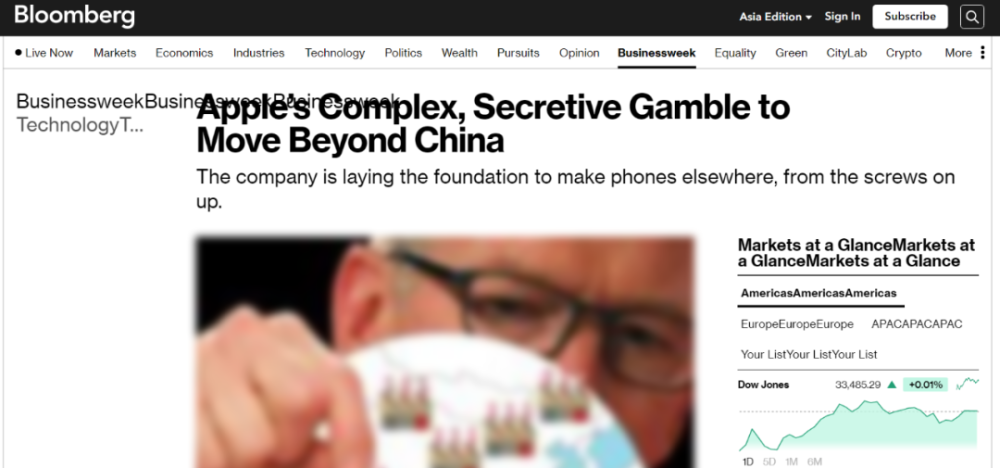 Bloomberg
Asia Edition
Sign In
Subscribe
Live Now Markets Economics Industries Technology Politics Wealth Pursuits Opinion Businessweek Equality Green CityLab Crypto More
BusinessweekBusinessweekBusinessweek
TechnologyT...
Apple's Complex, Secretive Gamble to
Move Beyond China
The company is laying the foundation to make phones elsewhere, from the screws on
up.
Markets at a GlanceMarkets at
a GlanceMarkets at a Glance
AmericasAmericasAmericas
EuropeEuropeEurope APACAPACAPAC
Your ListYour ListYour List
Dow Jones 33,485.29 +0.01%
1D 5D 1M 6M